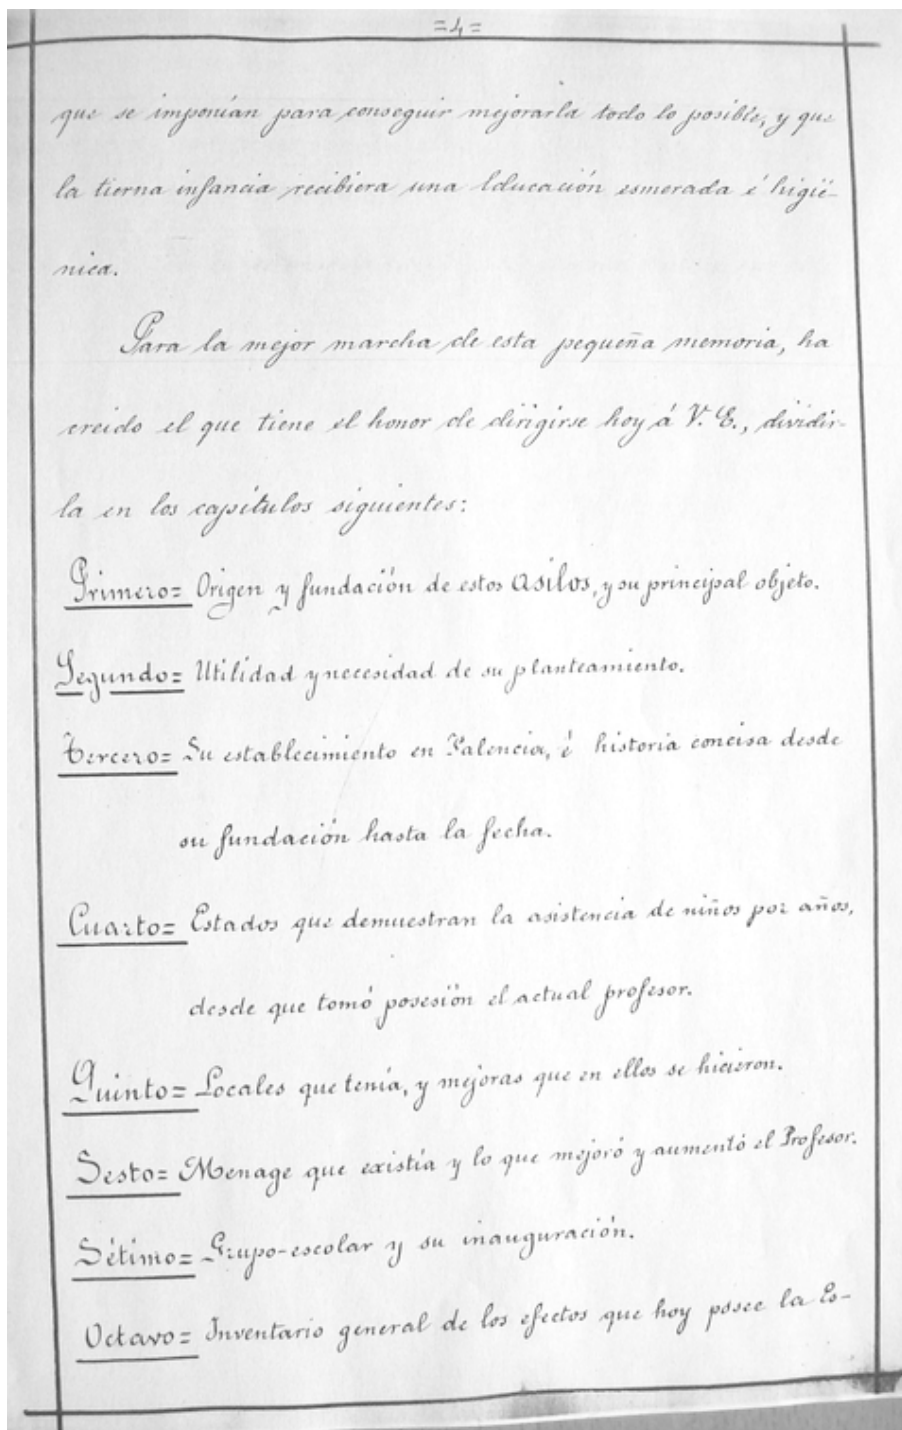 =4=
que se imponían para conseguir mejorarla todo lo posible, y que
la tierna infancia recibiera una Educación esmerada é higié-
nica.
Para la mejor marcha de esta pequeña memoria, ha
creido el que tiene el honor de dirigirse hoy á V. E., dividir-
la en los capítulos siguientes:
Primero= Origen y fundación de estos asilos, y su principal objeto.
Segundo= Utilidad y necesidad de su planteamiento.
Tercero= Su establecimiento en Palencia, é historia concisa desde
su fundación hasta la fecha.
Cuarto= Estados que demuestran la asistencia de niños por años,
desde que tomó posesión el actual profesor.
Quinto= Locales que tenía, y mejoras que en ellos se hicieron.
Sesto= Menage que existía y lo que mejoró y aumentó el Profesor.
Sétimo= Grupo-escolar y su inauguración.
Octavo= Inventario general de los efectos que hoy posee la Es-